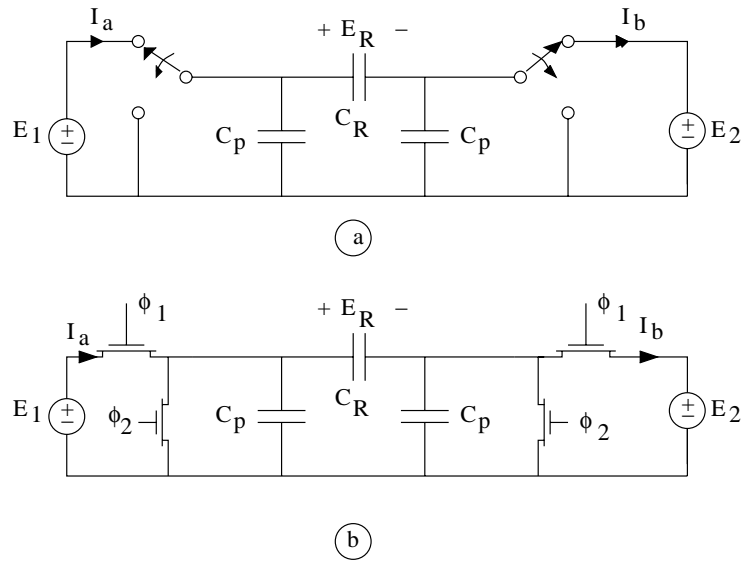 I_a + E_R − I_b
E_1 + − C_p C_R C_p + − E_2
a
ϕ_1 + E_R − ϕ_1
I_a I_b
E_1 + − ϕ_2 C_p C_R C_p ϕ_2 + − E_2
b